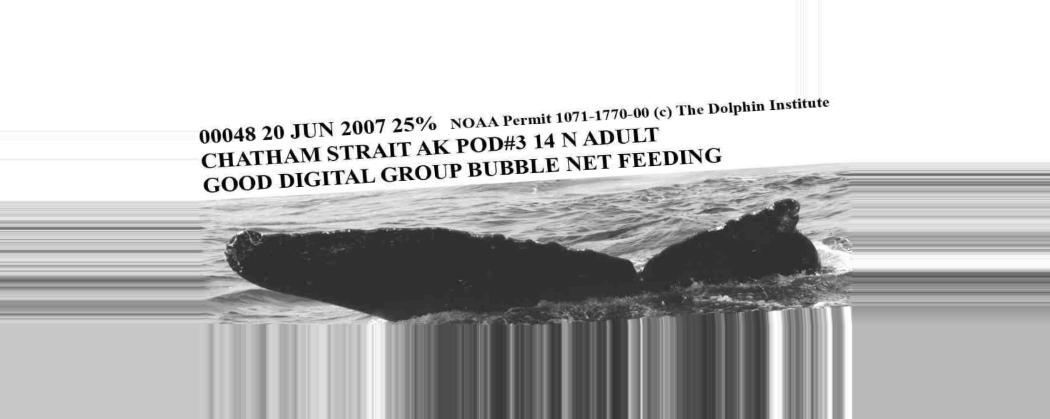 00048 20 JUN 2007 25% NOAA Permit 1071-1770-00 (c) The Dolphin Institute
CHATHAM STRAIT AK POD#3 14 N ADULT
GOOD DIGITAL GROUP BUBBLE NET FEEDING